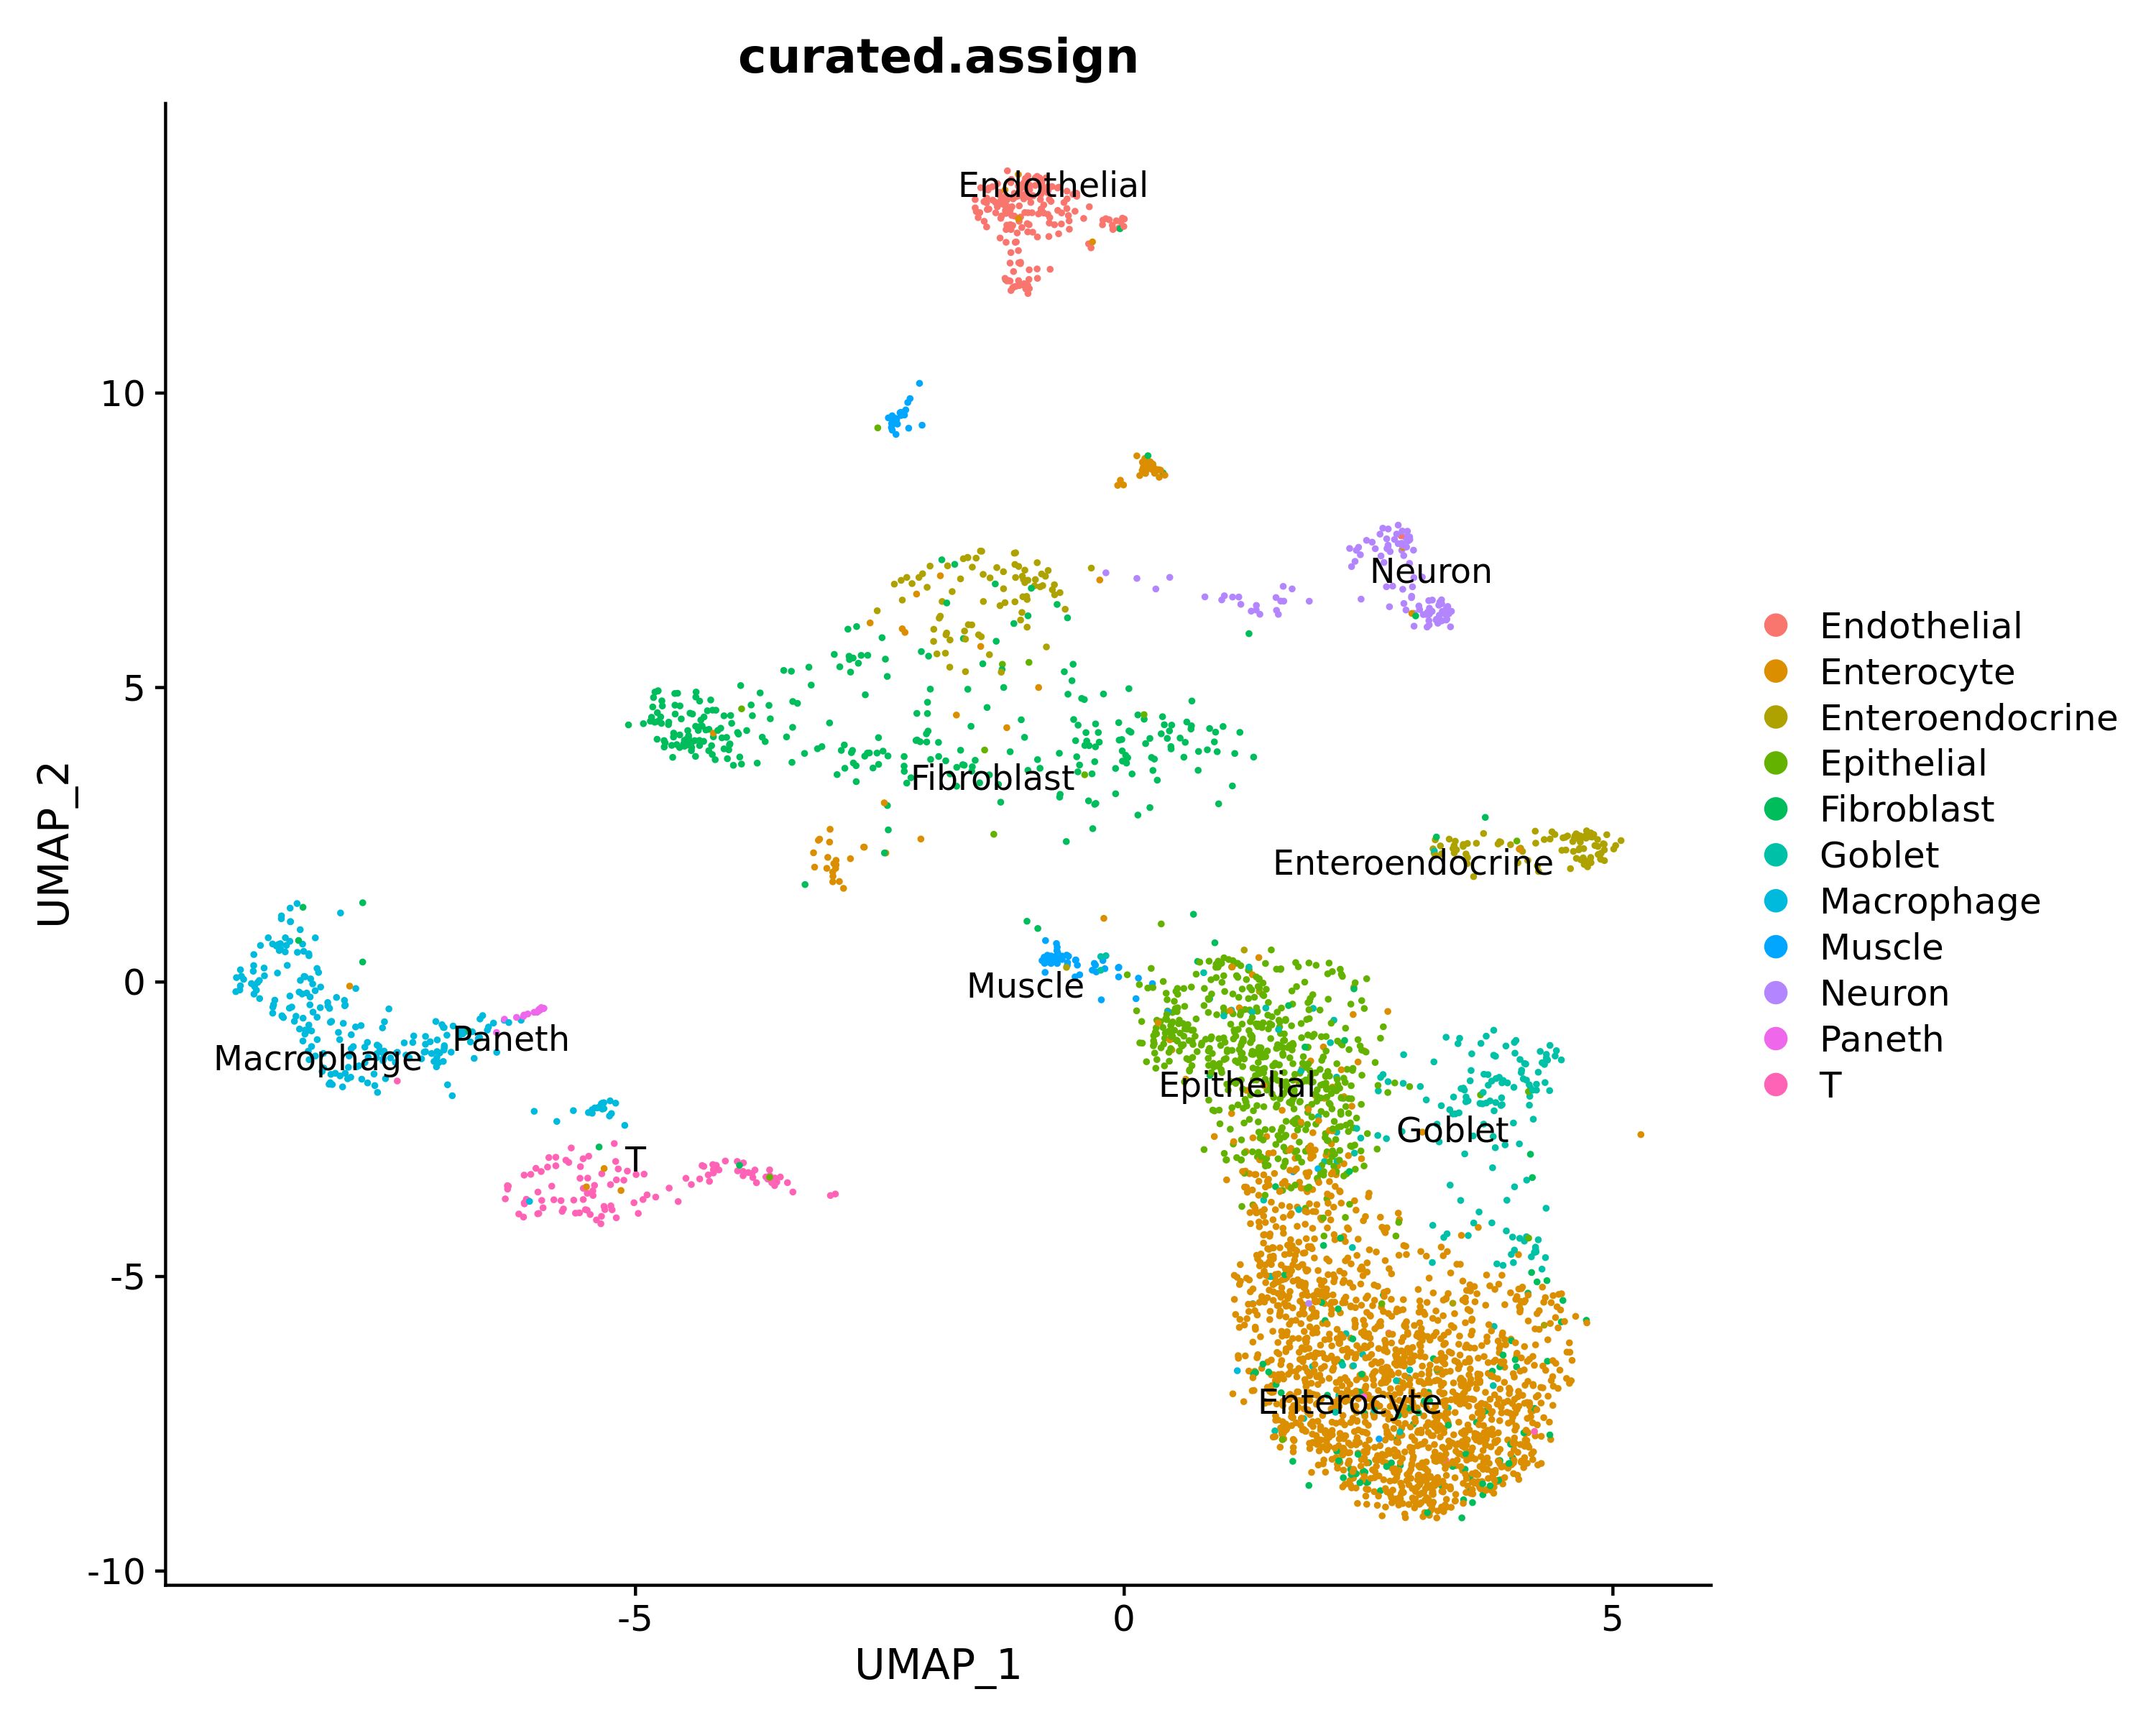 curated.assign
Endothelial
10
Neuron
5
Fibroblast
Enteroendocrine
UMAP_2
0
Muscle
Paneth
Macrophage
Epithelial
Goblet
T
-5
Enterocyte
-10
-5
0
5
UMAP_1
Endothelial
Enterocyte
Enteroendocrine
Epithelial
Fibroblast
Goblet
Macrophage
Muscle
Neuron
Paneth
T